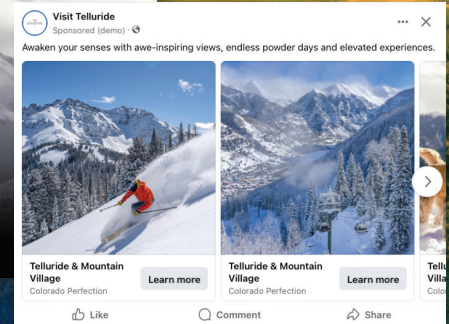 Visit Telluride
Sponsored (demo) ·
Awaken your senses with awe-inspiring views, endless powder days and elevated experiences.
Telluride & Mountain
Village
Colorado Perfection
Learn more
Telluride & Mountain
Village
Colorado Perfection
Learn more
Like
Comment
Share